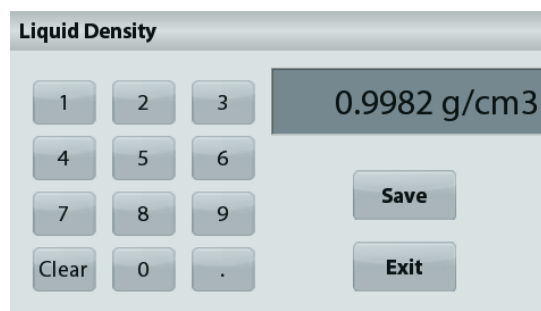 Liquid Density
1 2 3
0.9982 g/cm3
4 5 6
Save
7 8 9
Clear 0 .
Exit